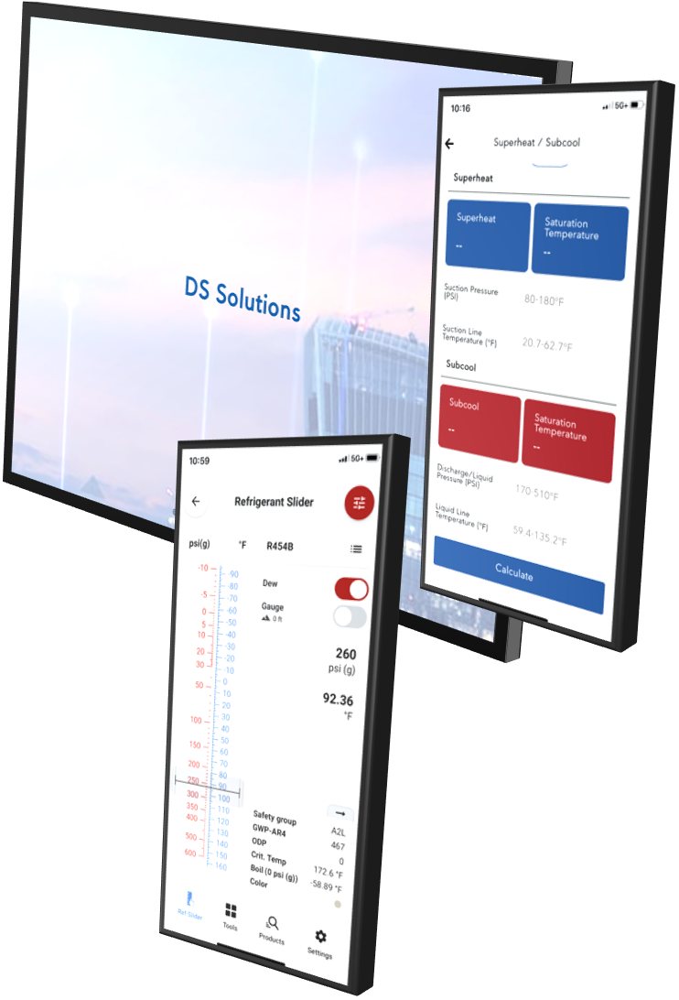 DS Solutions
10:16
5G+
Superheat / Subcool
Superheat
Superheat
--
Saturation
Temperature
--
Suction Pressure
(PSI)
80-180°F
Suction Line
Temperature (°F)
20.7-62.7°F
Subcool
Subcool
--
Saturation
Temperature
--
Discharge/Liquid
Pressure (PSI)
170-510°F
Liquid Line
Temperature (°F)
59.4-135.2°F
Calculate
10:59
5G+
Refrigerant Slider
psi(g) °F R454B
Dew
Gauge
0 ft
260
psi (g)
92.36
°F
-10
-5
0
5
10
20
30
50
100
150
200
250
300
350
400
500
600
-90
-80
-70
-60
-50
-40
-30
-20
-10
0
10
20
30
40
50
60
70
80
90
100
110
120
130
140
150
160
Safety group A2L
GWP-AR4 467
ODP 0
Crit. Temp 172.6 °F
Boil (0 psi (g)) -58.89 °F
Color
Ref Slider
Tools
Products
Settings